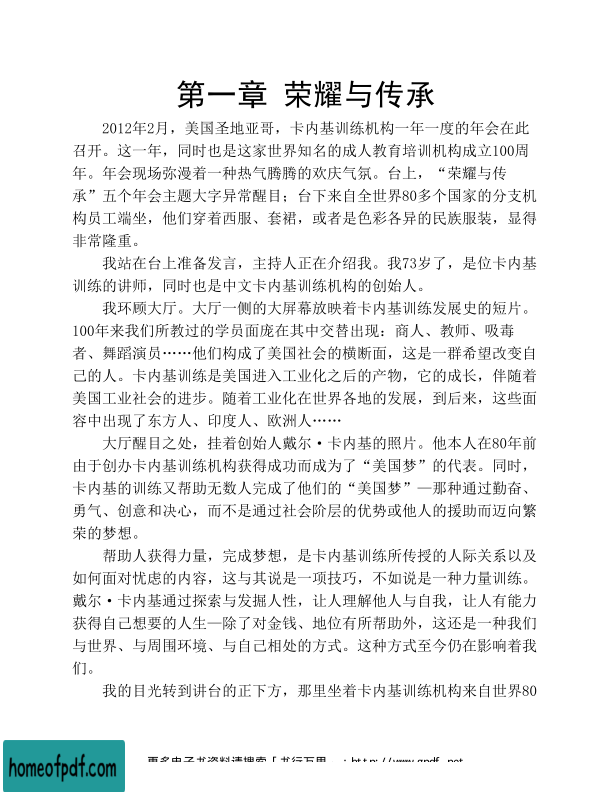 第一章 荣耀与传承
2012年2月，美国圣地亚哥，卡内基训练机构一年一度的年会在此
召开。这一年，同时也是这家世界知名的成人教育培训机构成立100周
年。年会现场弥漫着一种热气腾腾的欢庆气氛。台上，“荣耀与传
承”五个年会主题大字异常醒目；台下来自全世界80多个国家的分支机
构员工端坐，他们穿着西服、套裙，或者是色彩各异的民族服装，显得
非常隆重。
我站在台上准备发言，主持人正在介绍我。我73岁了，是位卡内基
训练的讲师，同时也是中文卡内基训练机构的创始人。
我环顾大厅。大厅一侧的大屏幕放映着卡内基训练发展史的短片。
100年来我们所教过的学员面庞在其中交替出现：商人、教师、吸毒
者、舞蹈演员……他们构成了美国社会的横断面，这是一群希望改变自
己的人。卡内基训练是美国进入工业化之后的产物，它的成长，伴随着
美国工业社会的进步。随着工业化在世界各地的发展，到后来，这些面
容中出现了东方人、印度人、欧洲人……
大厅醒目之处，挂着创始人戴尔·卡内基的照片。他本人在80年前
由于创办卡内基训练机构获得成功而成为了“美国梦”的代表。同时，
卡内基的训练又帮助无数人完成了他们的“美国梦”—那种通过勤奋、
勇气、创意和决心，而不是通过社会阶层的优势或他人的援助而迈向繁
荣的梦想。
帮助人获得力量，完成梦想，是卡内基训练所传授的人际关系以及
如何面对忧虑的内容，这与其说是一项技巧，不如说是一种力量训练。
戴尔·卡内基通过探索与发掘人性，让人理解他人与自我，让人有能力
获得自己想要的人生—除了对金钱、地位有所帮助外，这还是一种我们
与世界、与周围环境、与自己相处的方式。这种方式至今仍在影响着我
们。
我的目光转到讲台的正下方，那里坐着卡内基训练机构来自世界80
homeofpdf.com